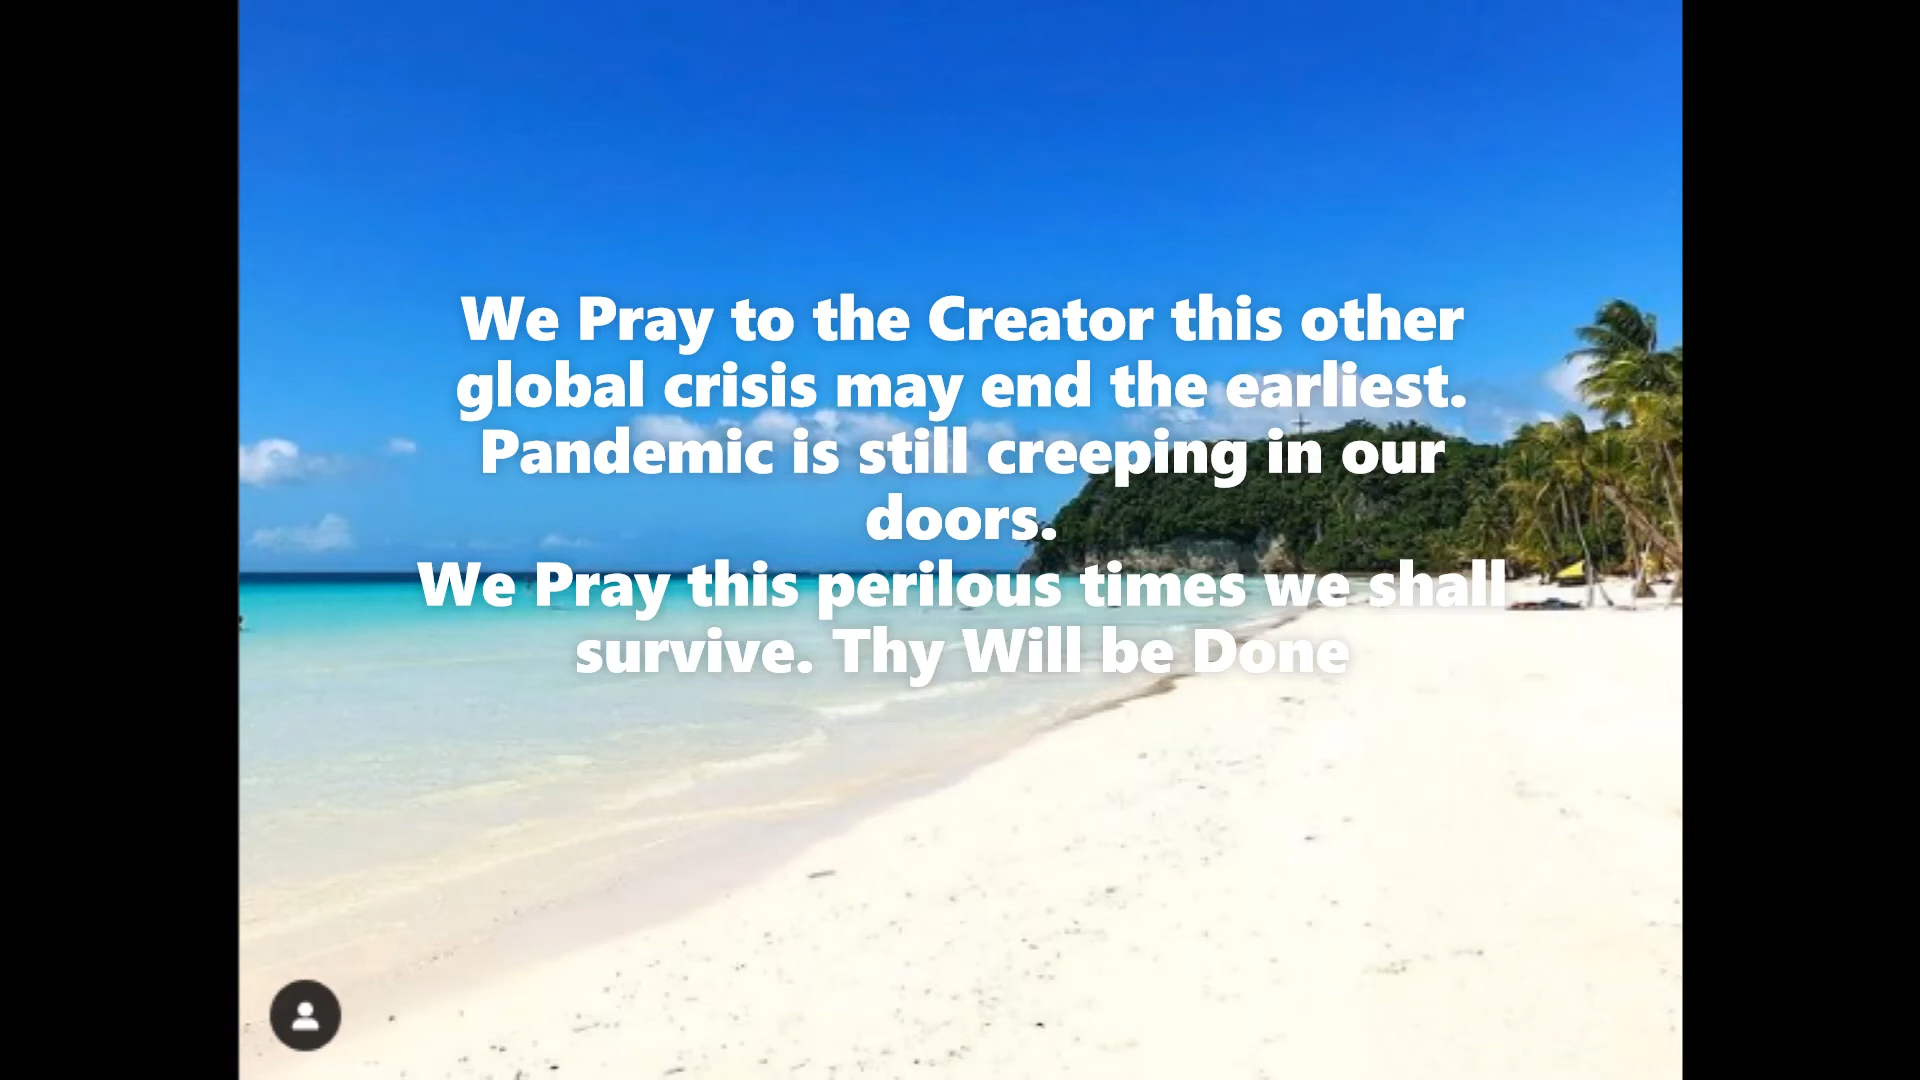 We Pray to the Creator this other
global crisis may end the earliest.
Pandemic is still creeping in our
doors.
We Pray this perilous times we shall
survive. Thy Will be Done